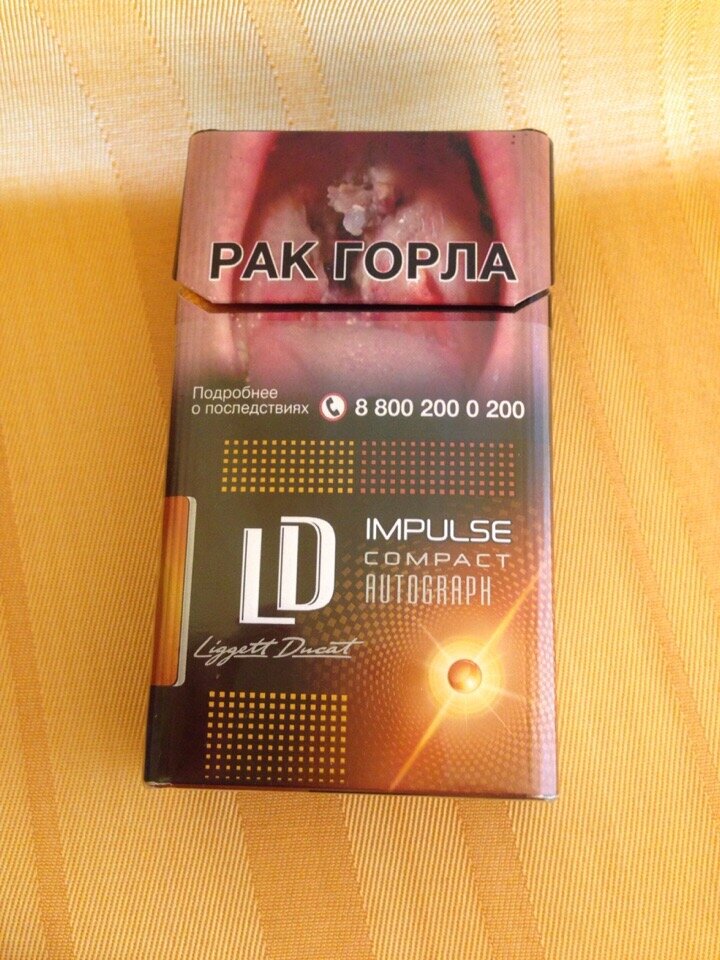 РАК ГОРЛА
Подробнее
о последствиях 8 800 200 0 200
LD
Liggett Ducat
IMPULSE
COMPACT
AUTOGRAPH